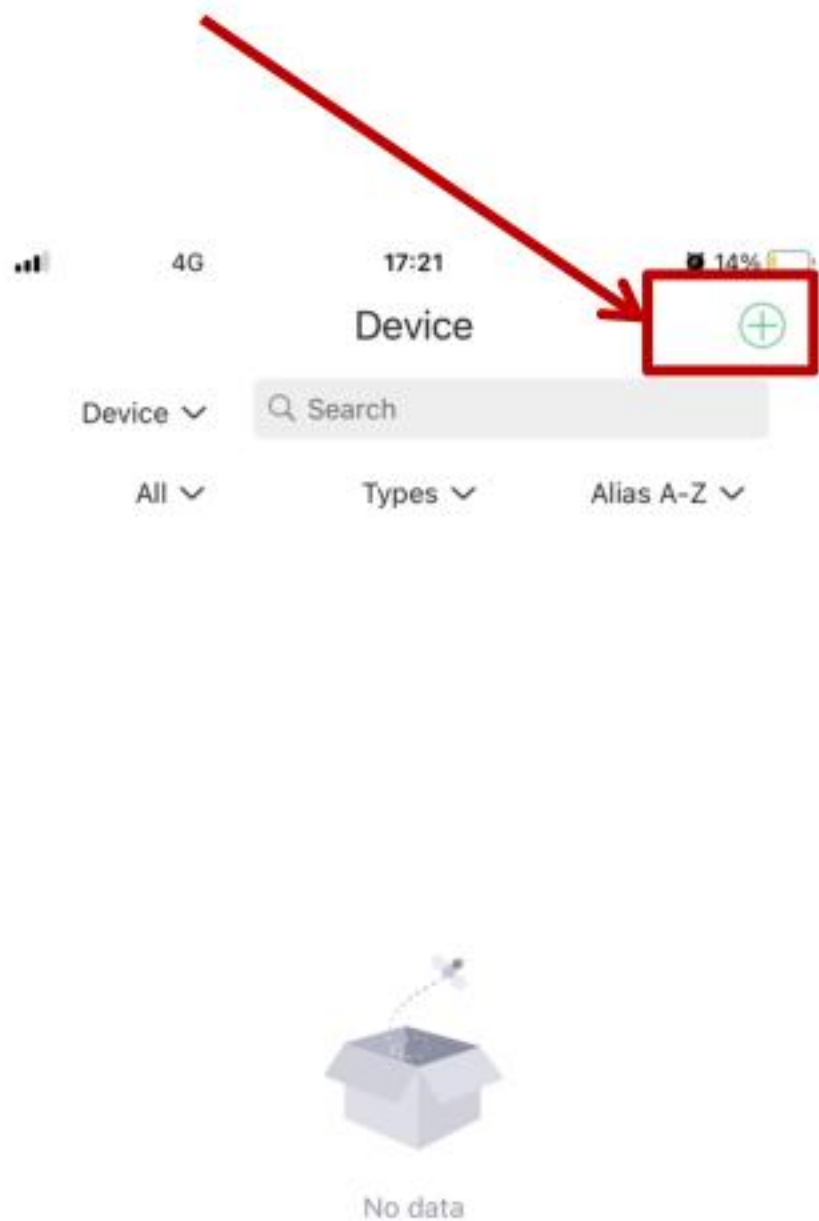 4G 17:21 14%
Device
Device Search
All Types Alias A-Z
No data